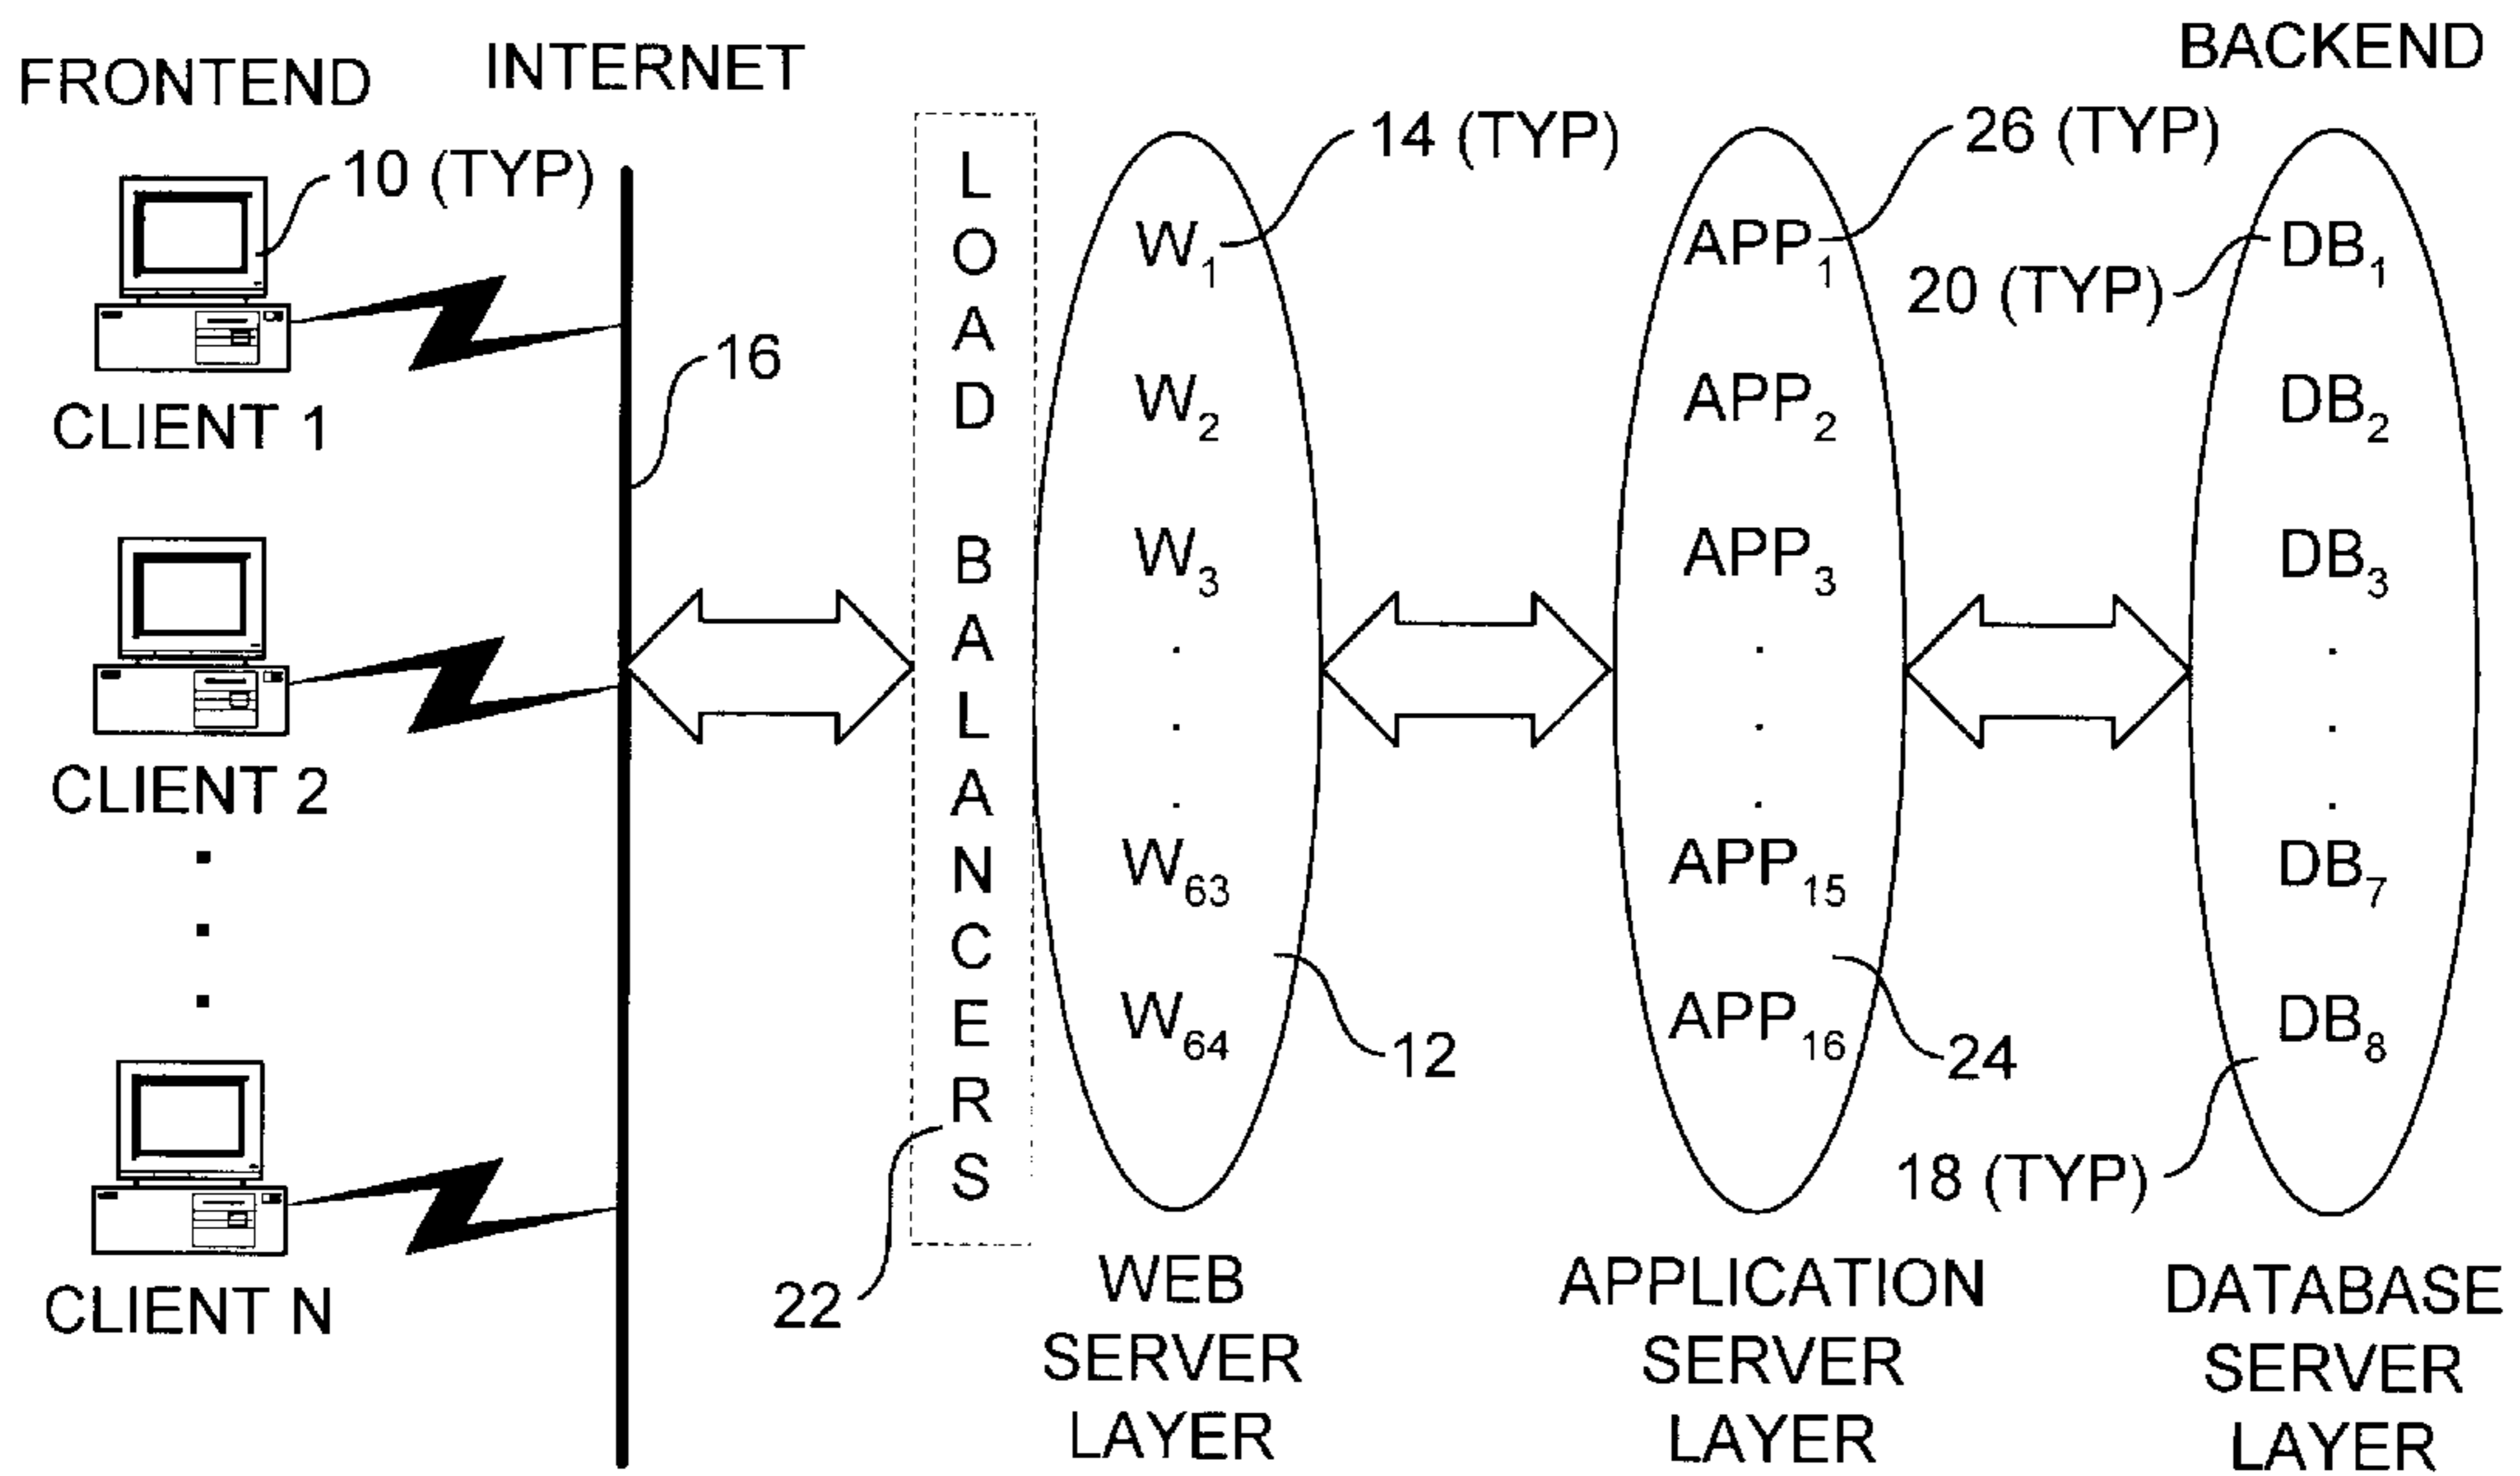 FRONTEND
INTERNET
BACKEND
10 (TYP)
14 (TYP)
26 (TYP)
20 (TYP)
16
CLIENT 1
CLIENT 2
CLIENT N
LOAD BALANCERS
22
W1
W2
W3
.
.
.
W63
W64
12
WEB
SERVER
LAYER
APP1
APP2
APP3
.
.
.
APP15
APP16
24
APPLICATION
SERVER
LAYER
DB1
DB2
DB3
.
.
.
DB7
DB8
18 (TYP)
DATABASE
SERVER
LAYER